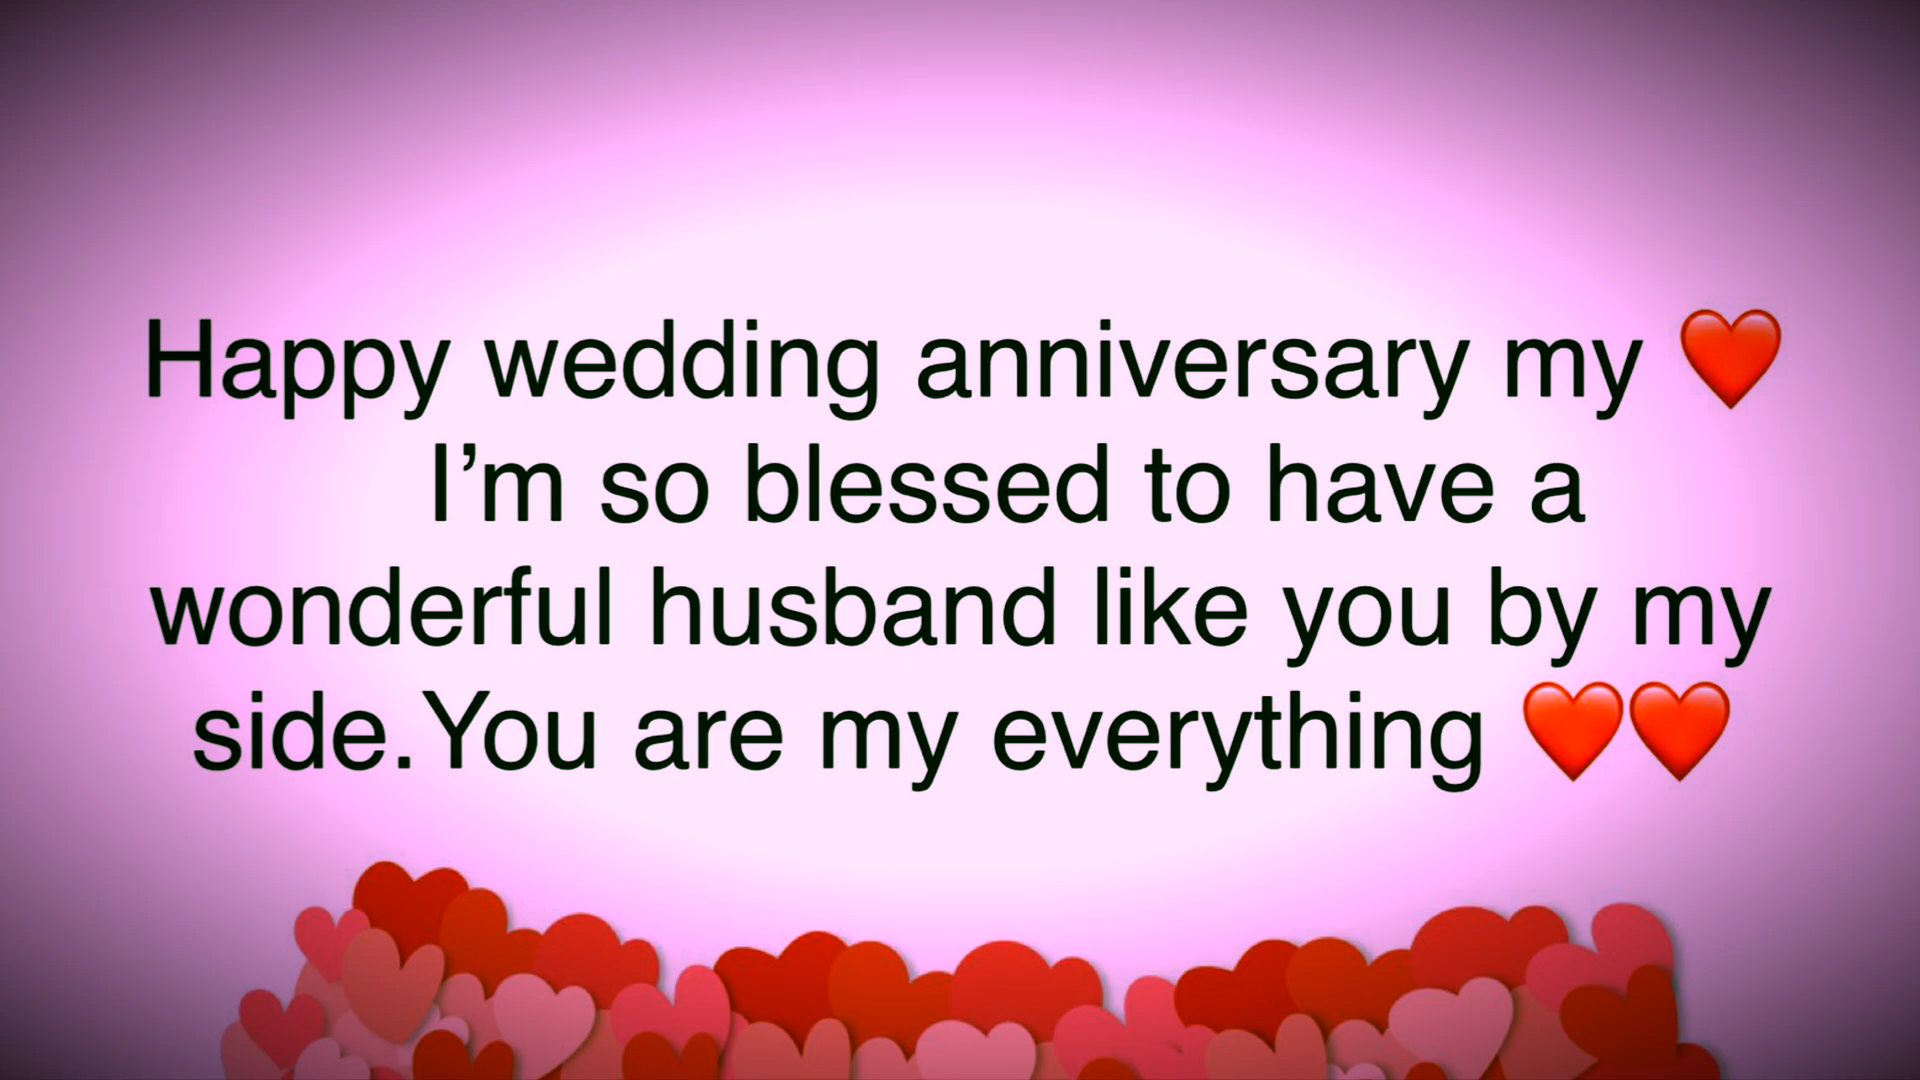 Happy wedding anniversary my ❤️
I’m so blessed to have a
wonderful husband like you by my
side.You are my everything ❤️❤️